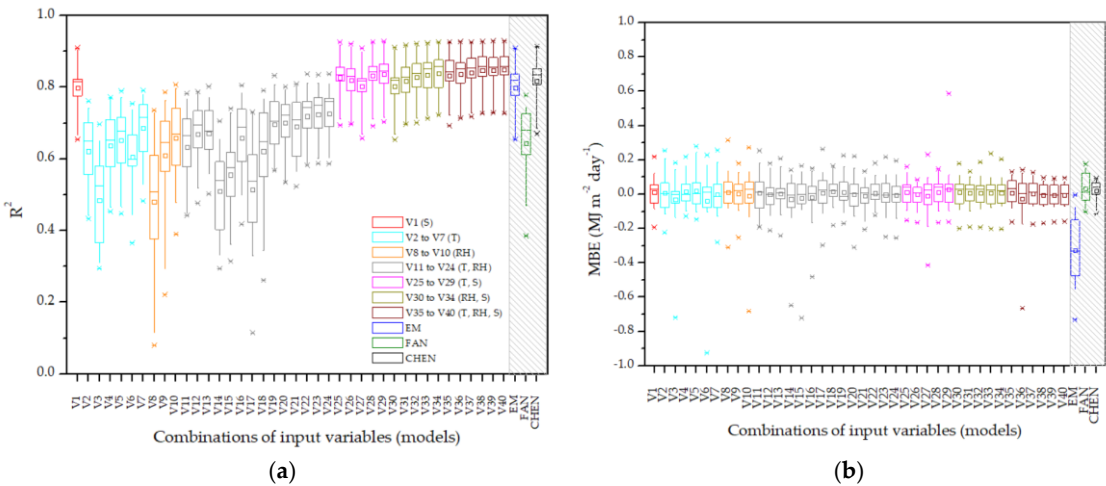 1.0
0.8
0.6
0.4
0.2
0.0
R²
V1 (S)
V2 to V7 (T)
V8 to V10 (RH)
V11 to V24 (T, RH)
V25 to V29 (T, S)
V30 to V34 (RH, S)
V35 to V40 (T, RH, S)
EM
FAN
CHEN
V1
V2
V3
V4
V5
V6
V7
V8
V9
V10
V11
V12
V13
V14
V15
V16
V17
V18
V19
V20
V21
V22
V23
V24
V25
V26
V27
V28
V29
V30
V31
V32
V33
V34
V35
V36
V37
V38
V39
V40
EM
FAN
CHEN
Combinations of input variables (models)
(a)
1.0
0.8
0.6
0.4
0.2
0.0
-0.2
-0.4
-0.6
-0.8
-1.0
MBE (MJ m⁻² day⁻¹)
V1
V2
V3
V4
V5
V6
V7
V8
V9
V10
V11
V12
V13
V14
V15
V16
V17
V18
V19
V20
V21
V22
V23
V24
V25
V26
V27
V28
V29
V30
V31
V32
V33
V34
V35
V36
V37
V38
V39
V40
EM
FAN
CHEN
Combinations of input variables (models)
(b)